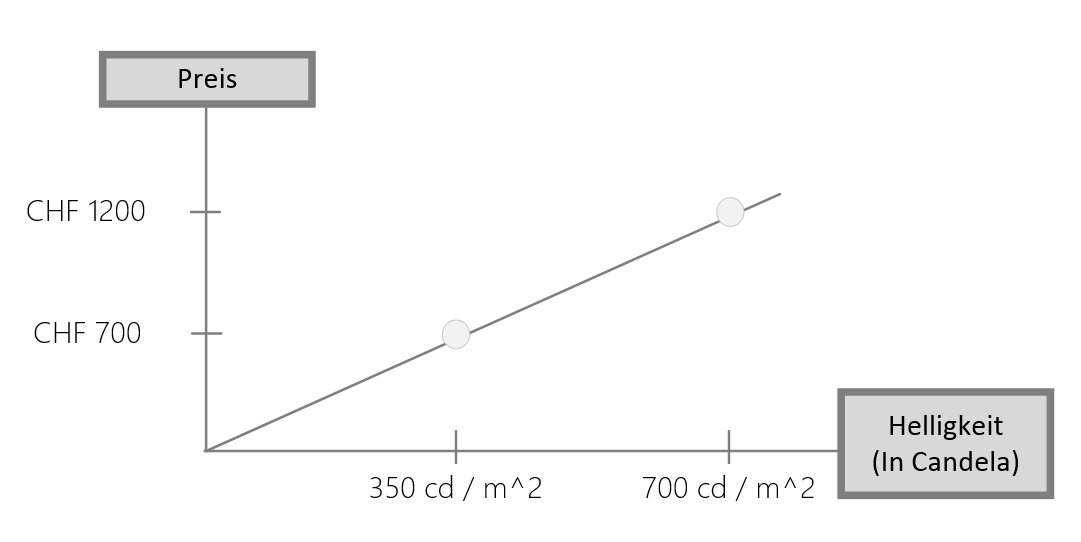 Preis
CHF 1200
CHF 700
Helligkeit
(In Candela)
350 cd / m^2
700 cd / m^2